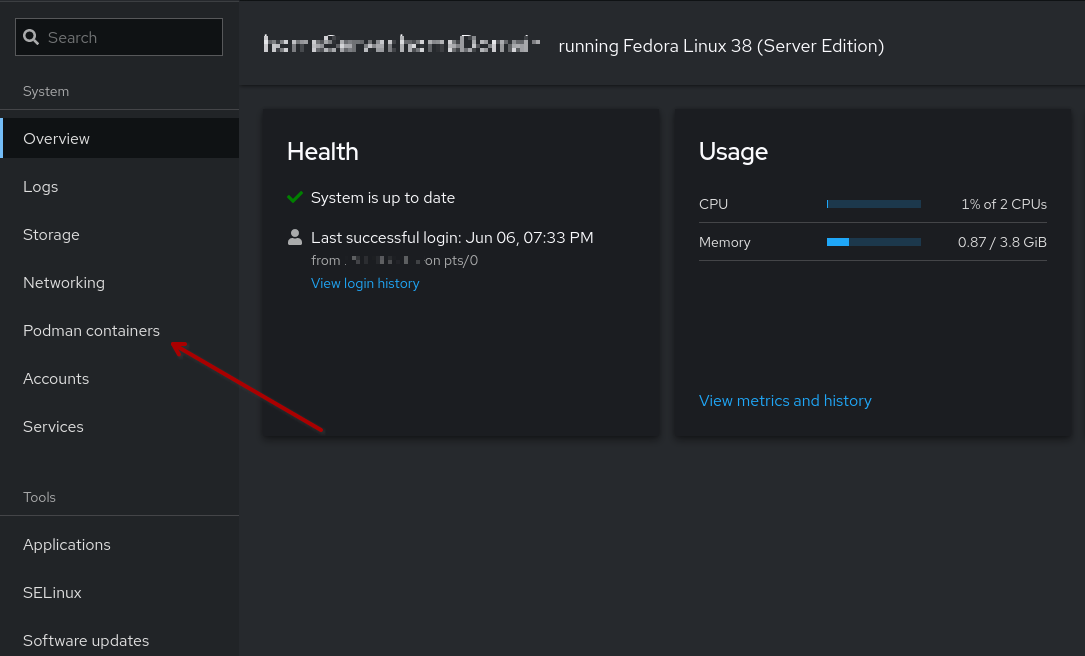 Search
System
Overview
Logs
Storage
Networking
Podman containers
Accounts
Services
Tools
Applications
SELinux
Software updates
running Fedora Linux 38 (Server Edition)
Health
System is up to date
Last successful login: Jun 06, 07:33 PM
from on pts/0
View login history
Usage
CPU 1% of 2 CPUs
Memory 0.87 / 3.8 GiB
View metrics and history